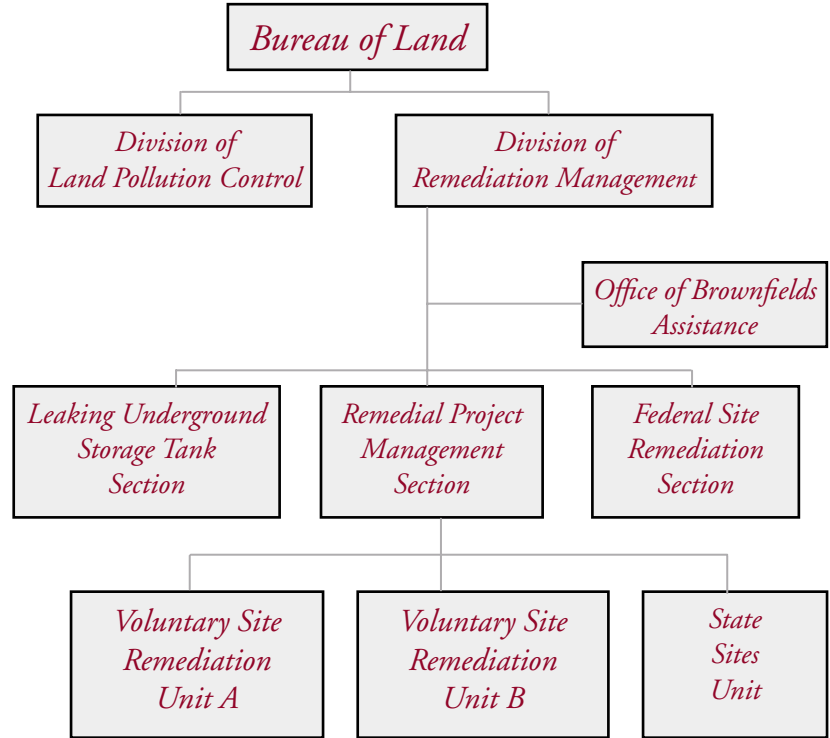 Bureau of Land
Division of
Land Pollution Control
Division of
Remediation Management
Office of Brownfields
Assistance
Leaking Underground
Storage Tank
Section
Remedial Project
Management
Section
Federal Site
Remediation
Section
Voluntary Site
Remediation
Unit A
Voluntary Site
Remediation
Unit B
State
Sites
Unit